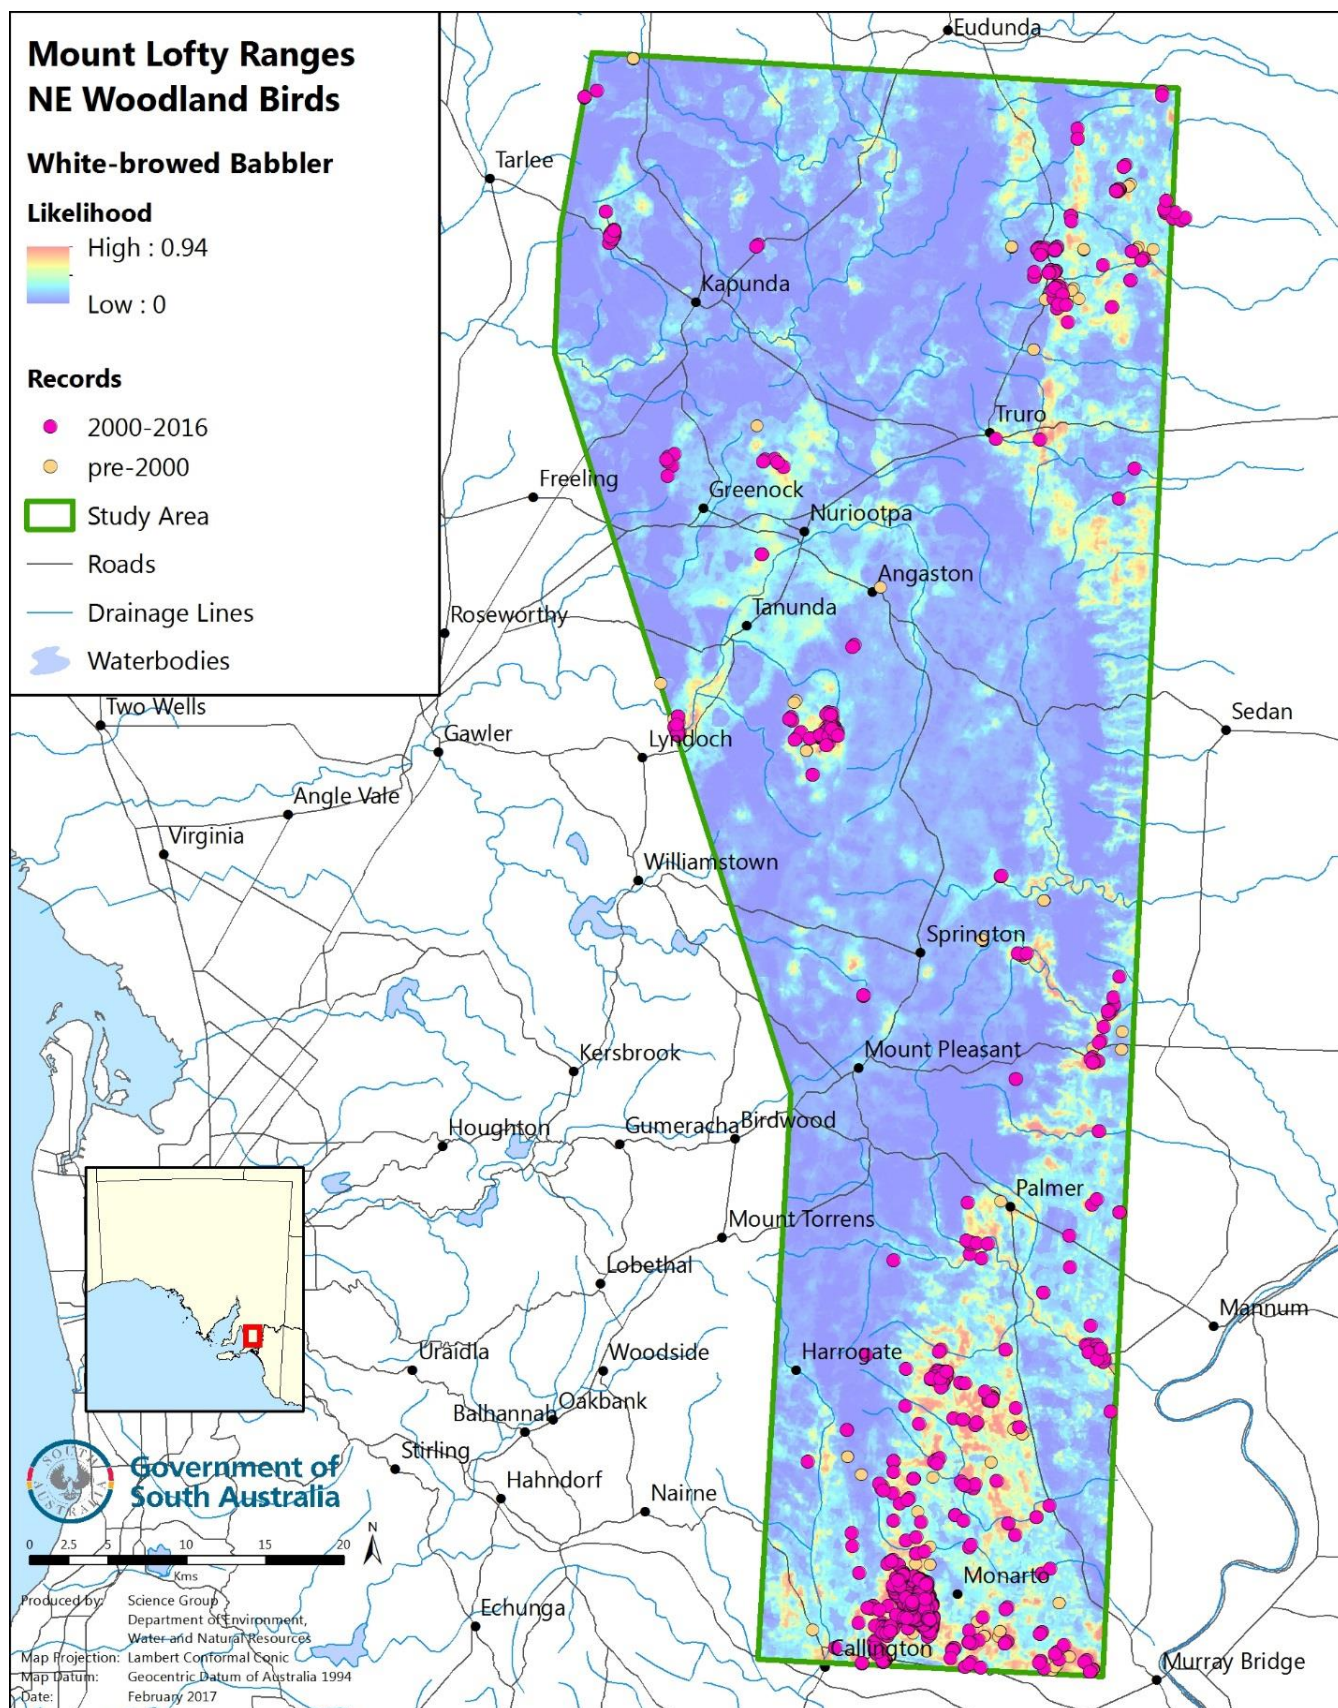 Mount Lofty Ranges
NE Woodland Birds
White-browed Babbler
Likelihood
High : 0.94
Low : 0
Records
2000-2016
pre-2000
Study Area
Roads
Drainage Lines
Waterbodies
Eudunda
Tarlee
Kapunda
Truro
Freeling
Greenock
Nuriootpa
Angaston
Roseworthy
Tanunda
Two Wells
Gawler
Lyndoch
Sedan
Angle Vale
Virginia
Williamstown
Springton
Kersbrook
Mount Pleasant
Houghton
Gumeracha
Birdwood
Palmer
Mount Torrens
Lobethal
Mannum
Uraidla
Woodside
Harrogate
Balhannah
Oakbank
Stirling
Hahndorf
Nairne
Monarto
Echunga
Callington
Murray Bridge
SOUTH
AUSTRALIA
Government of
South Australia
N
0 2.5 5 10 15 20
Kms
Produced by: Science Group
Department of Environment,
Water and Natural Resources
Map Projection: Lambert Conformal Conic
Map Datum: Geocentric Datum of Australia 1994
Date: February 2017